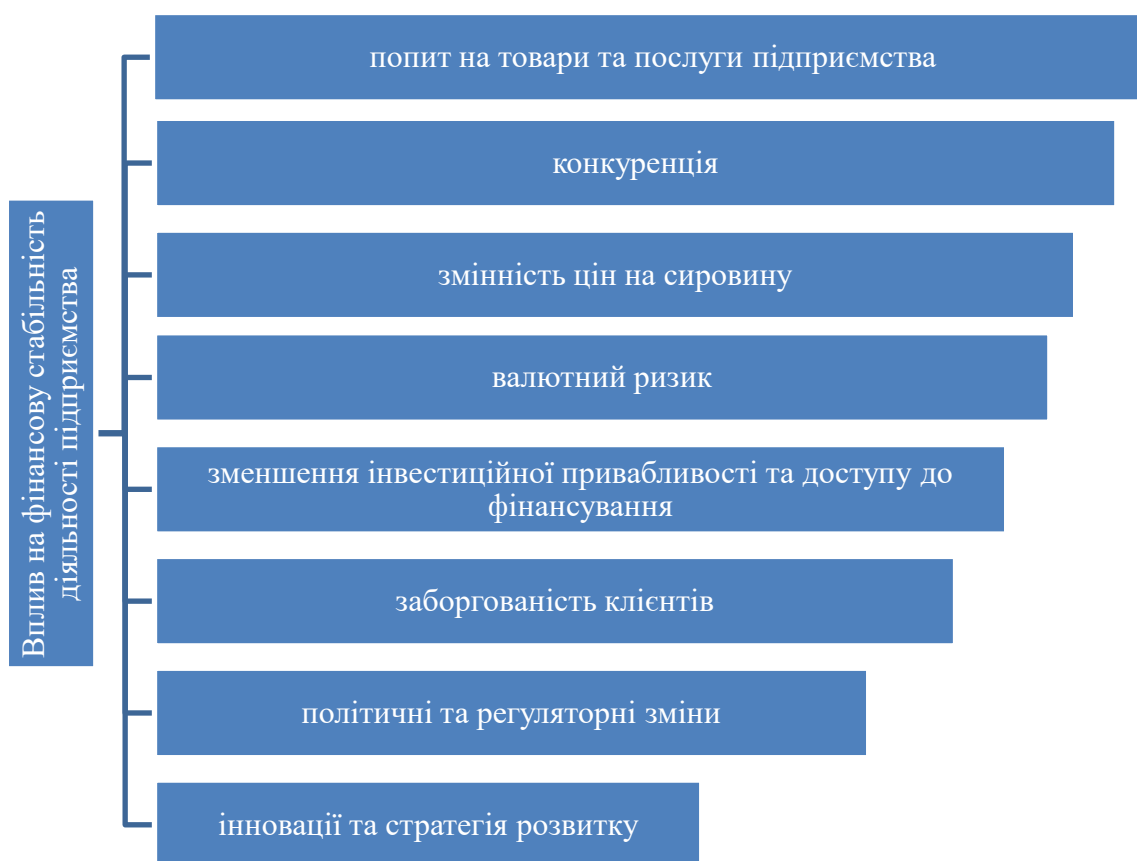 Вплив на фінансову стабільність
діяльності підприємства
попит на товари та послуги підприємства
конкуренція
змінність цін на сировину
валютний ризик
зменшення інвестиційної привабливості та доступу до
фінансування
заборгованість клієнтів
політичні та регуляторні зміни
інновації та стратегія розвитку